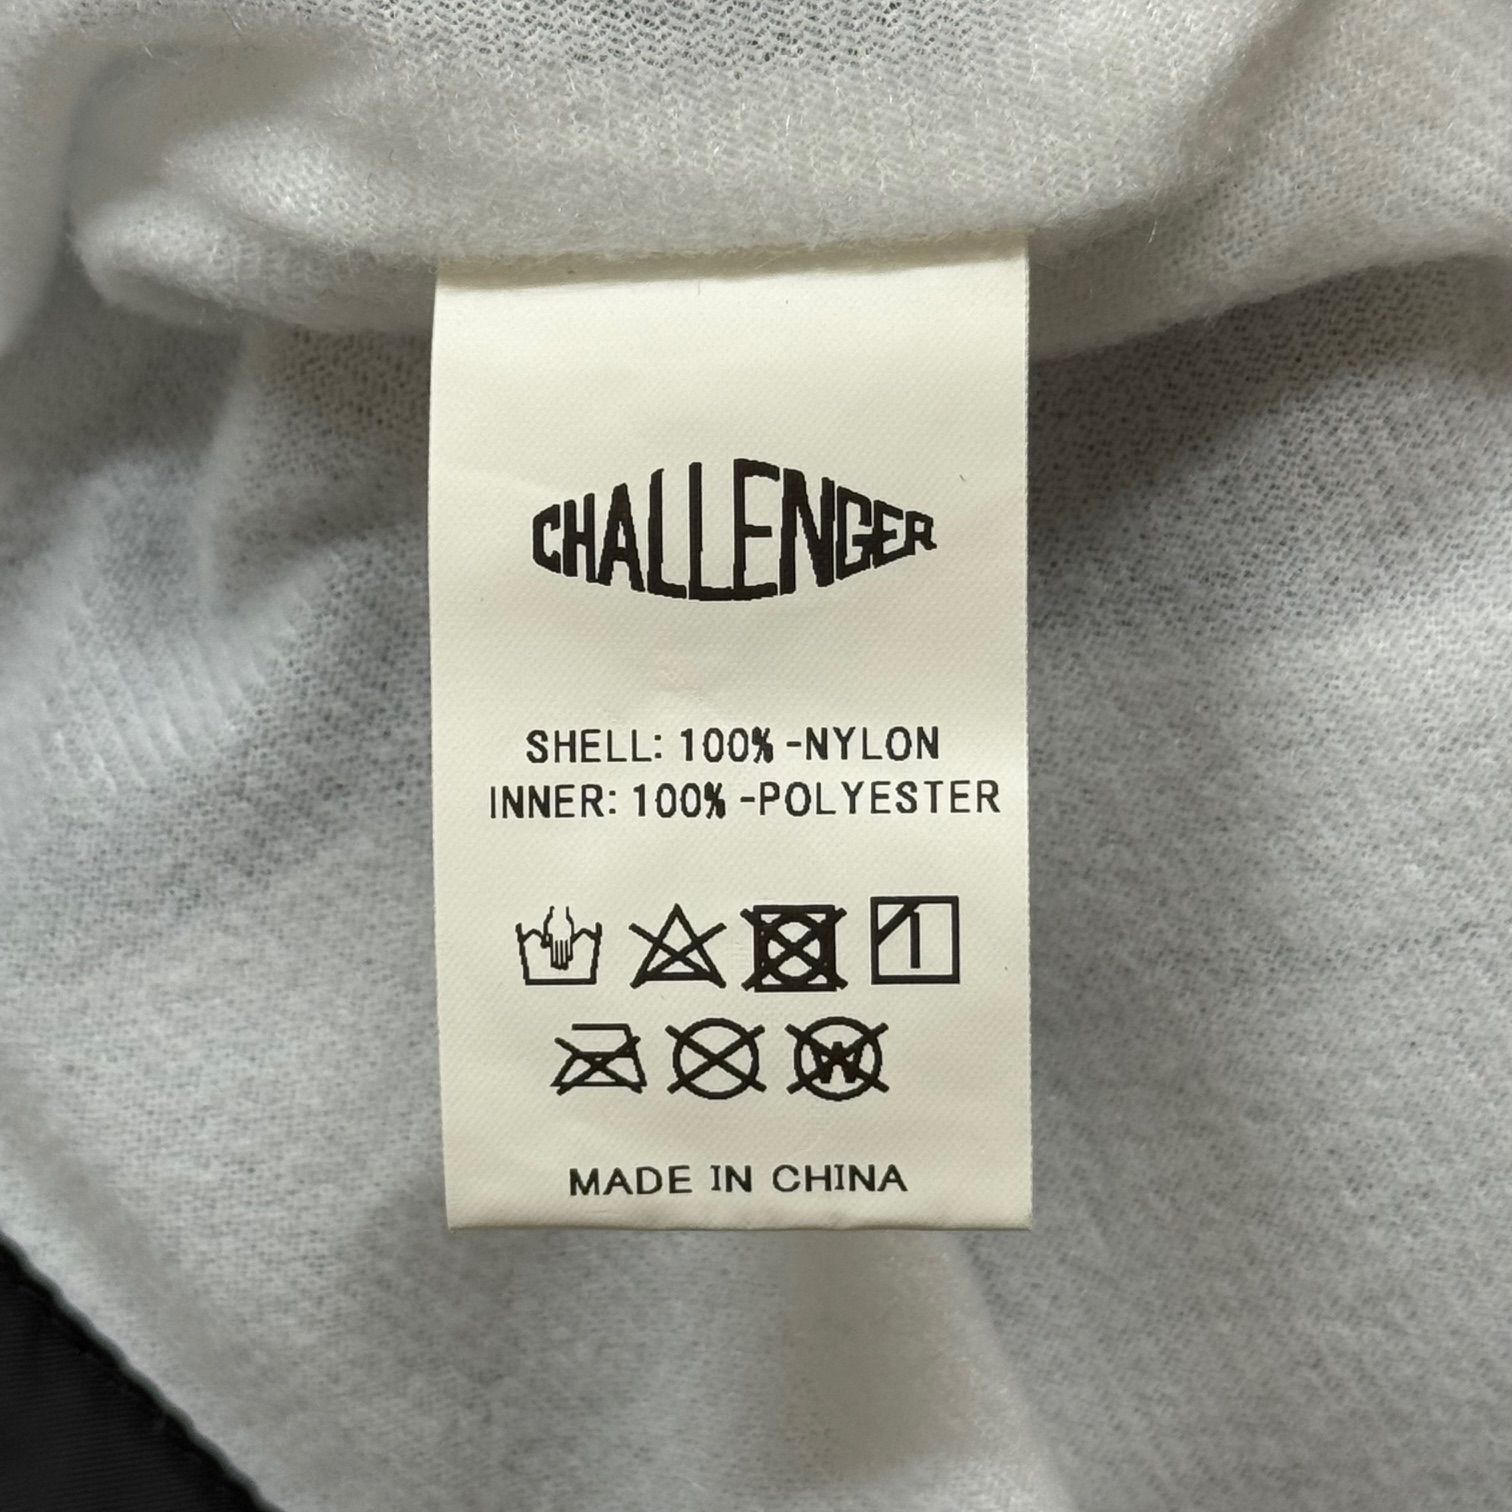 CHALLENGER
SHELL: 100% -NYLON
INNER: 100% -POLYESTER
MADE IN CHINA